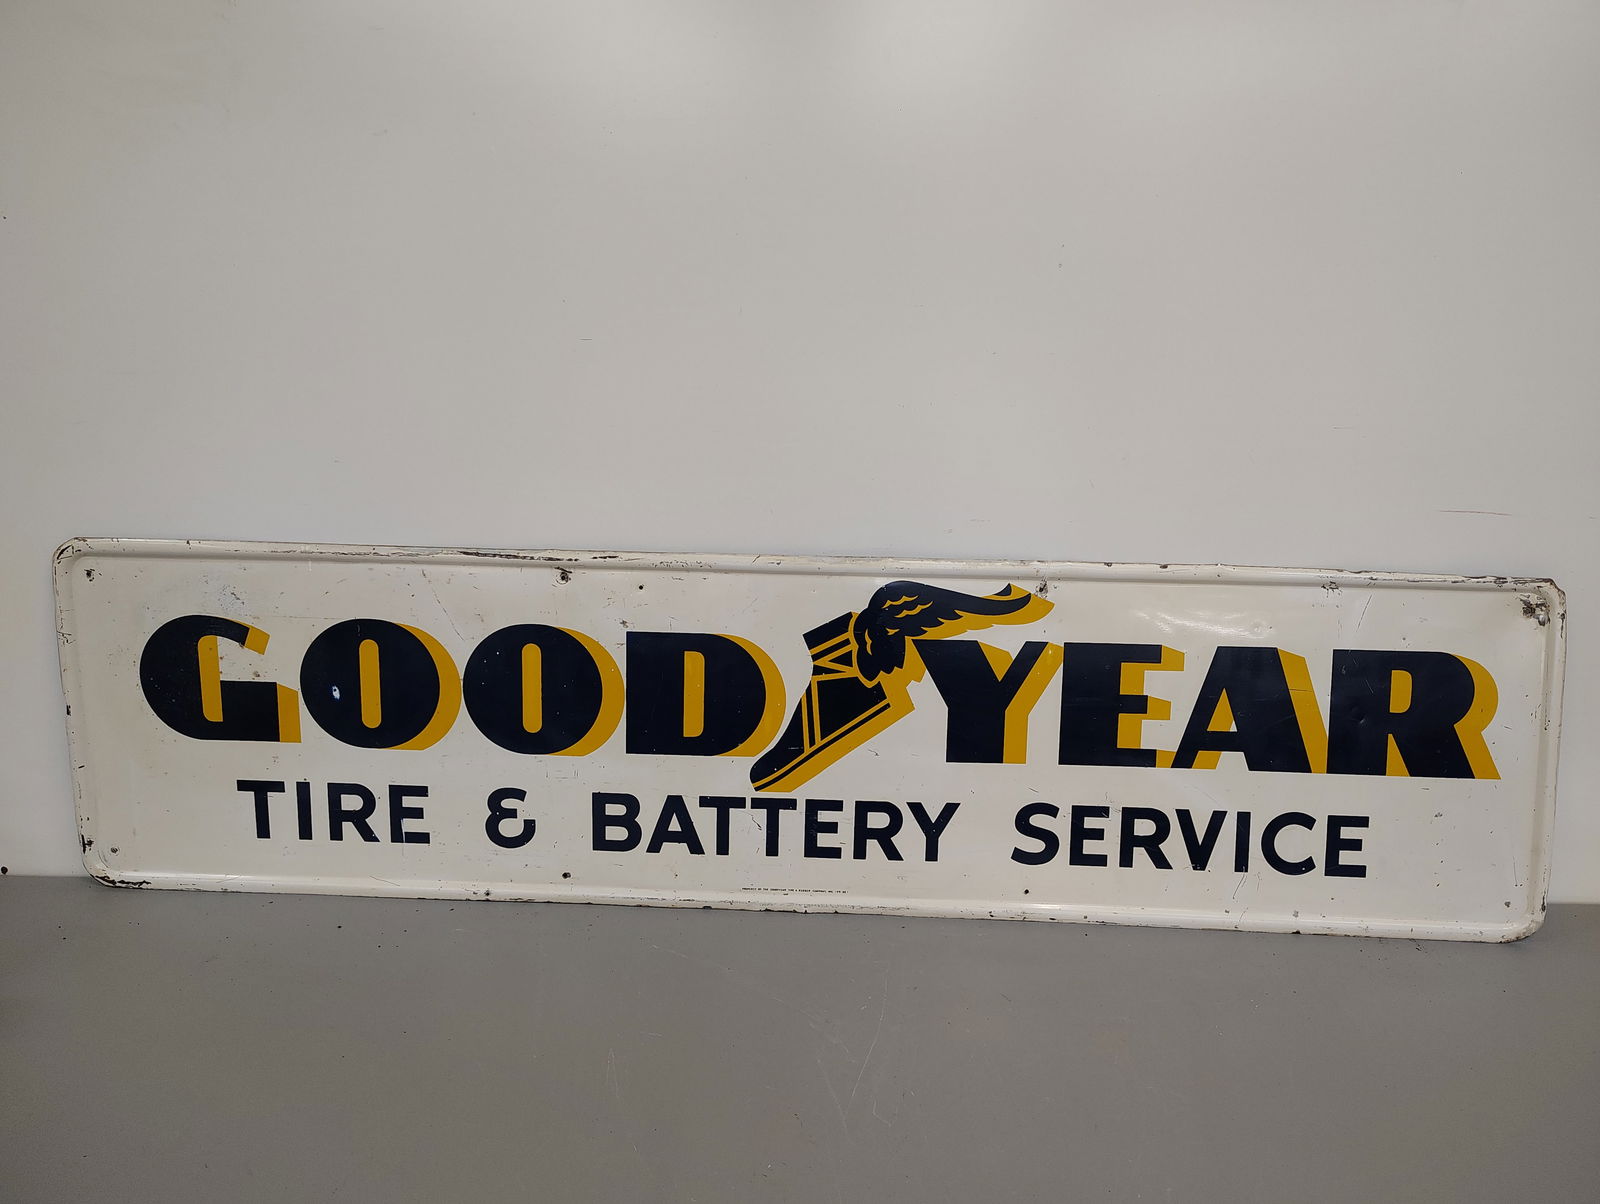 GOOD YEAR
TIRE & BATTERY SERVICE